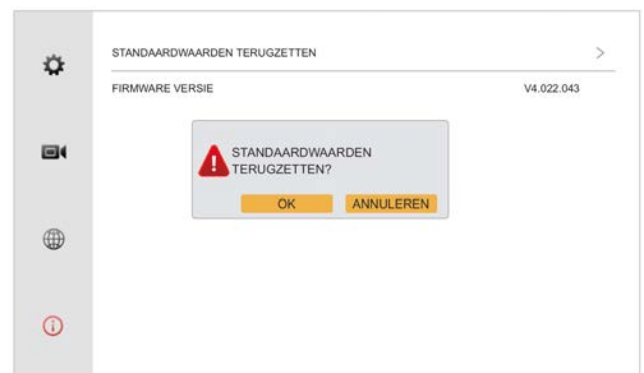 STANDAARDWAARDEN TERUGZETTEN
FIRMWARE VERSIE V4.022.043
STANDAARDWAARDEN
TERUGZETTEN?
OK ANNULEREN